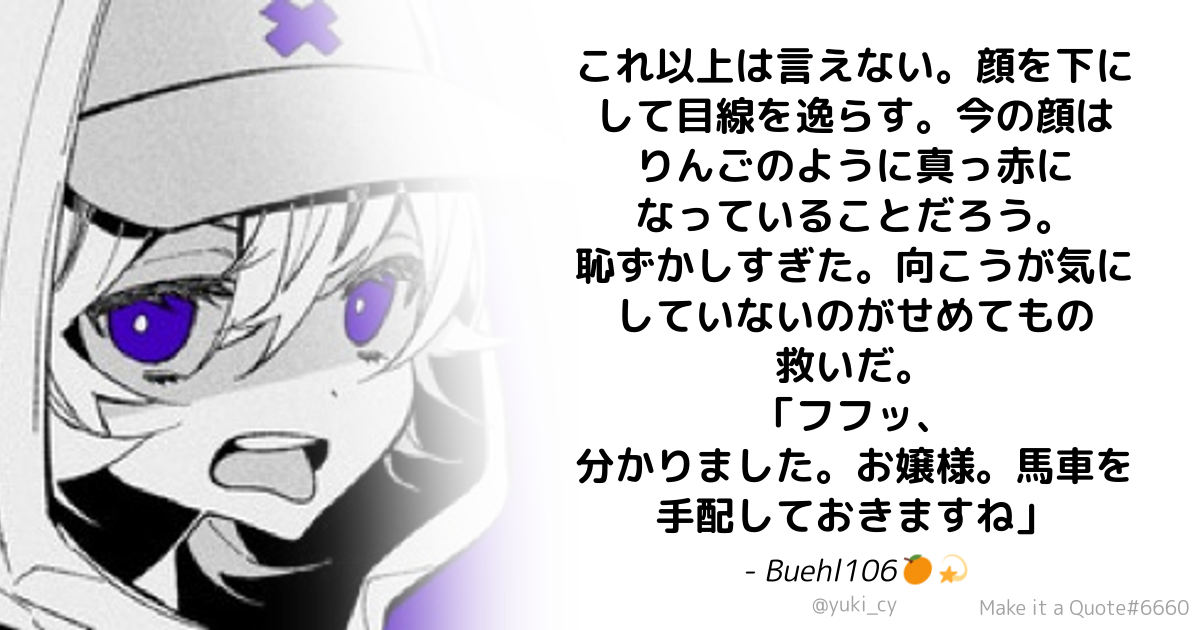 これ以上は言えない。顔を下に
して目線を逸らす。今の顔は
りんごのように真っ赤に
なっていることだろう。
恥ずかしすぎた。向こうが気に
していないのがせめてもの
救いだ。
「フフッ、
分かりました。お嬢様。馬車を
手配しておきますね」
- Buehl106🍊💫
@yuki_cy
Make it a Quote#6660